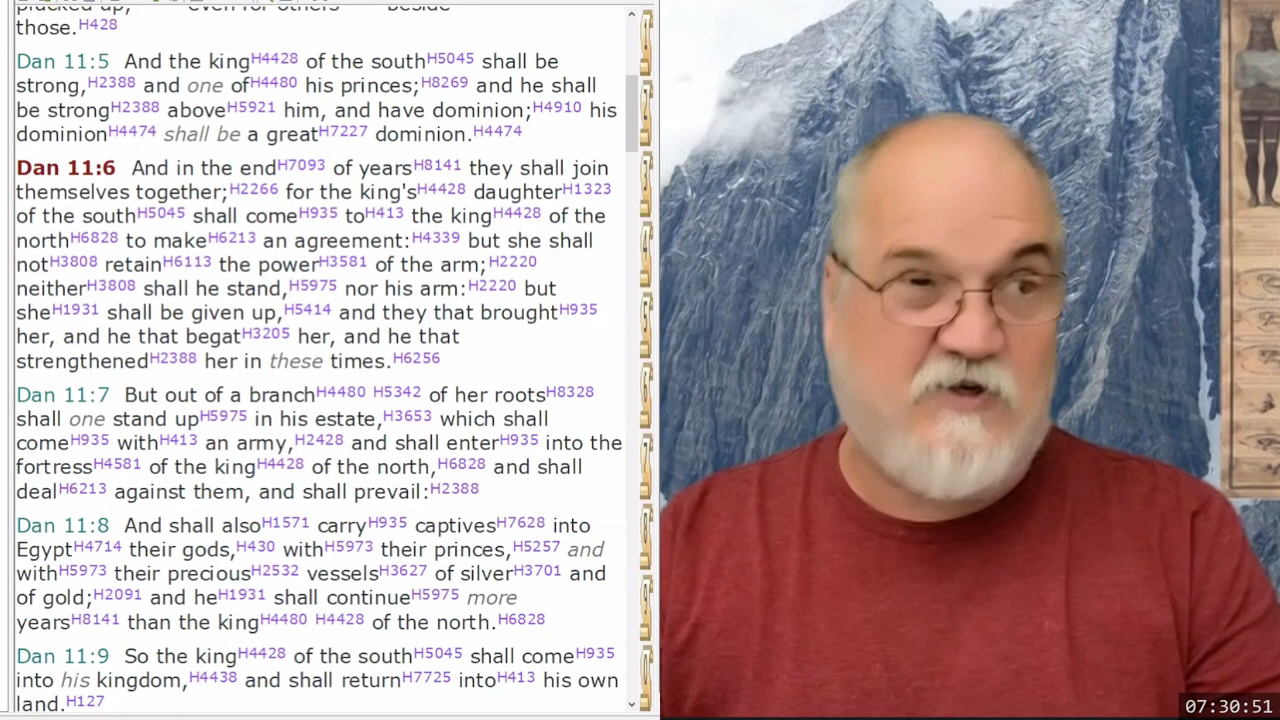 plucked up, even for others beside
those.H428
Dan 11:5 And the kingH4428 of the southH5045 shall be
strong,H2388 and one ofH4480 his princes;H8269 and he shall
be strongH2388 aboveH5921 him, and have dominion;H4910 his
dominionH4474 shall be a greatH7227 dominion.H4474
Dan 11:6 And in the endH7093 of yearsH8141 they shall join
themselves together;H2266 for the king'sH4428 daughterH1323
of the southH5045 shall comeH935 toH413 the kingH4428 of the
northH6828 to makeH6213 an agreement:H4339 but she shall
notH3808 retainH6113 the powerH3581 of the arm;H2220
neitherH3808 shall he stand,H5975 nor his arm:H2220 but
sheH1931 shall be given up,H5414 and they that broughtH935
her, and he that begatH3205 her, and he that
strengthenedH2388 her in these times.H6256
Dan 11:7 But out of a branchH4480 H5342 of her rootsH8328
shall one stand upH5975 in his estate,H3653 which shall
comeH935 withH413 an army,H2428 and shall enterH935 into the
fortressH4581 of the kingH4428 of the north,H6828 and shall
dealH6213 against them, and shall prevail:H2388
Dan 11:8 And shall alsoH1571 carryH935 captivesH7628 into
EgyptH4714 their gods,H430 withH5973 their princes,H5257 and
withH5973 their preciousH2532 vesselsH3627 of silverH3701 and
of gold;H2091 and heH1931 shall continueH5975 more
yearsH8141 than the kingH4480 H4428 of the north.H6828
Dan 11:9 So the kingH4428 of the southH5045 shall comeH935
into his kingdom,H4438 and shall returnH7725 intoH413 his own
land.H127
07:30:51